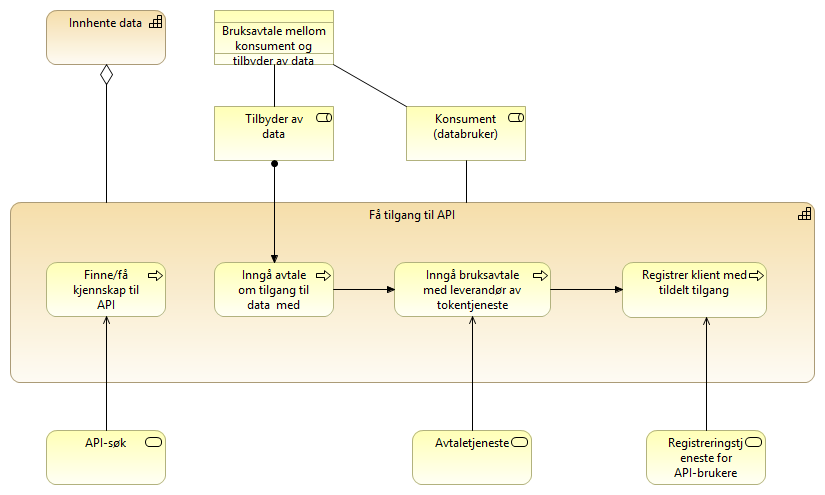 Innhente data
Bruksavtale mellom
konsument og
tilbyder av data
Tilbyder av
data
Konsument
(databruker)
Få tilgang til API
Finne/få
kjennskap til
API
Inngå avtale
om tilgang til
data med
Inngå bruksavtale
med leverandør av
tokentjeneste
Registrer klient med
tildelt tilgang
API-søk
Avtaletjeneste
Registreringstj
eneste for
API-brukere